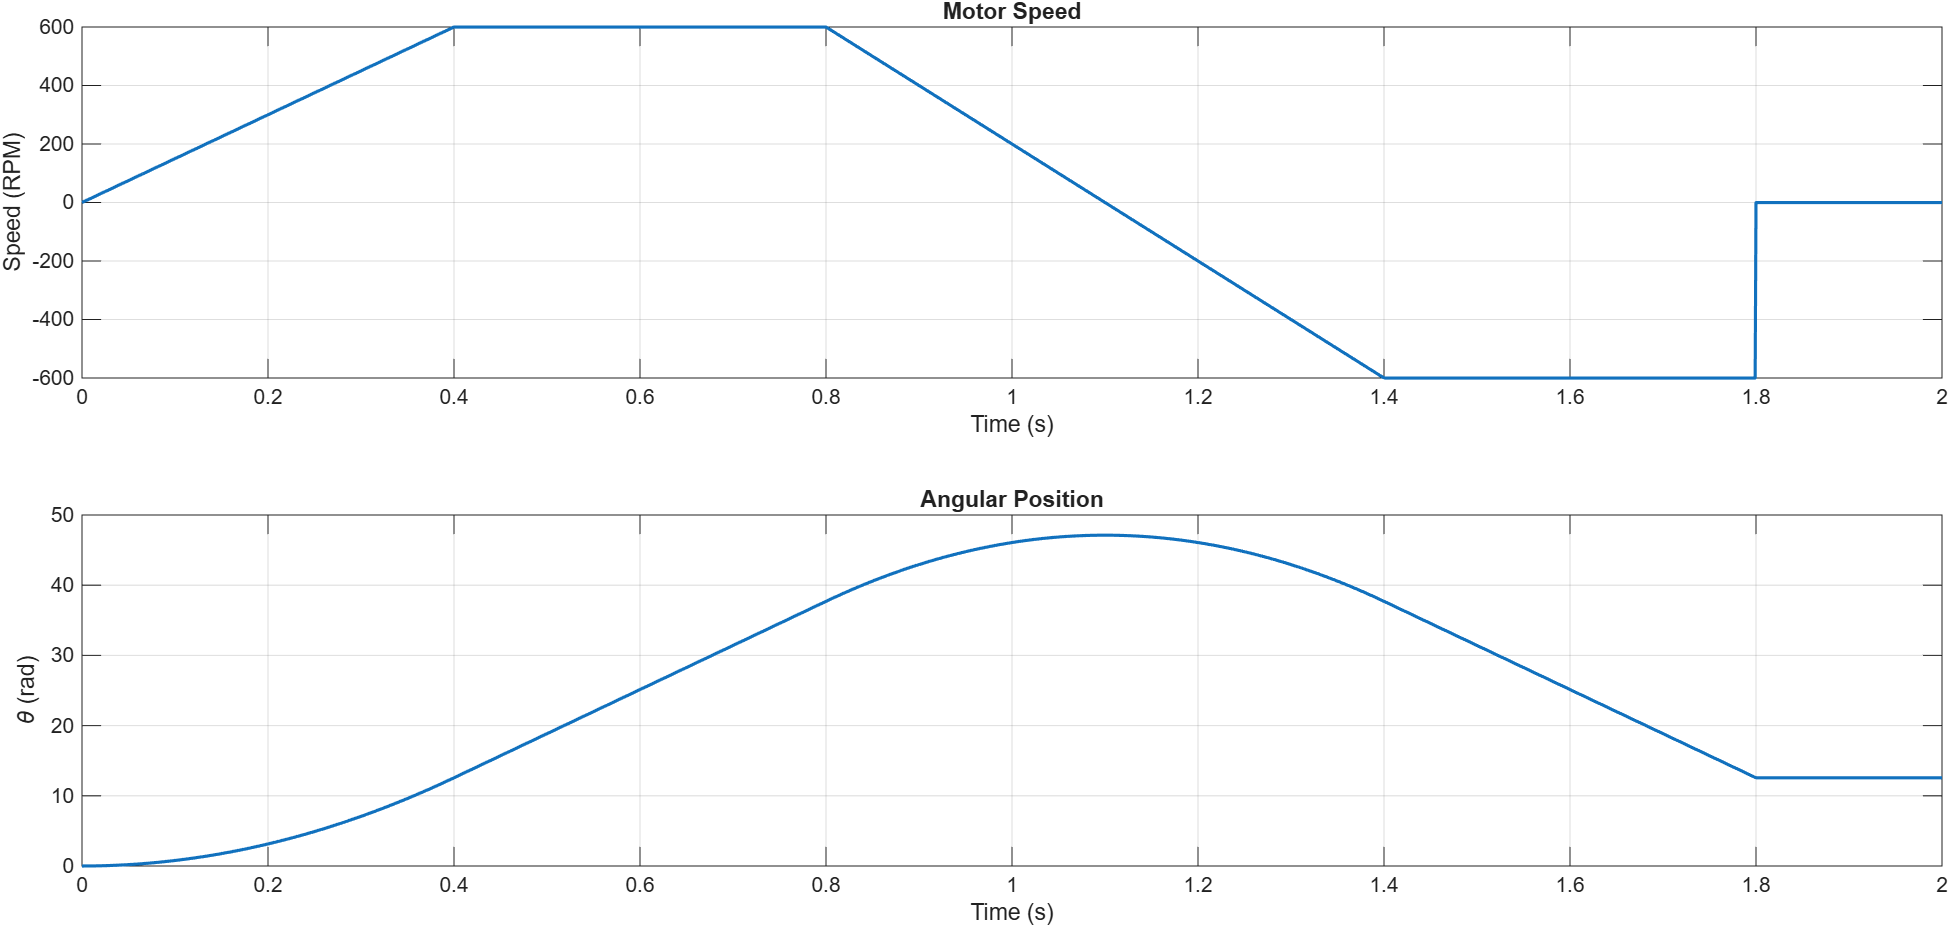 Motor Speed
600
400
200
0
-200
-400
-600
Speed (RPM)
0 0.2 0.4 0.6 0.8 1 1.2 1.4 1.6 1.8 2
Time (s)
Angular Position
50
40
30
20
10
0
θ (rad)
0 0.2 0.4 0.6 0.8 1 1.2 1.4 1.6 1.8 2
Time (s)